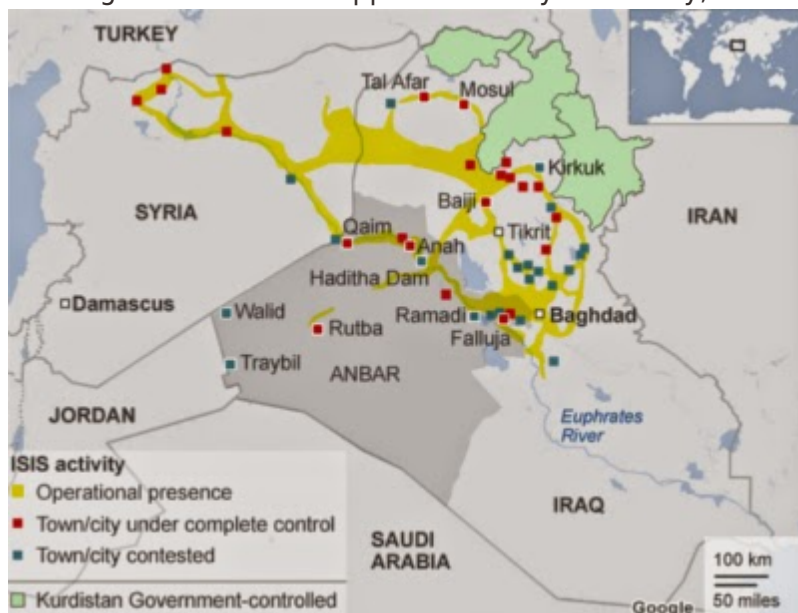 TURKEY
Tal Afar
Mosul
Kirkuk
Baiji
SYRIA
Tikrit
IRAN
Qaim
Anah
Haditha Dam
Damascus
Walid
Ramadi
Baghdad
Rutba
Falluja
Traybil
ANBAR
JORDAN
Euphrates
River
ISIS activity
Operational presence
Town/city under complete control
Town/city contested
Kurdistan Government-controlled
SAUDI
ARABIA
IRAQ
100 km
50 miles
Google